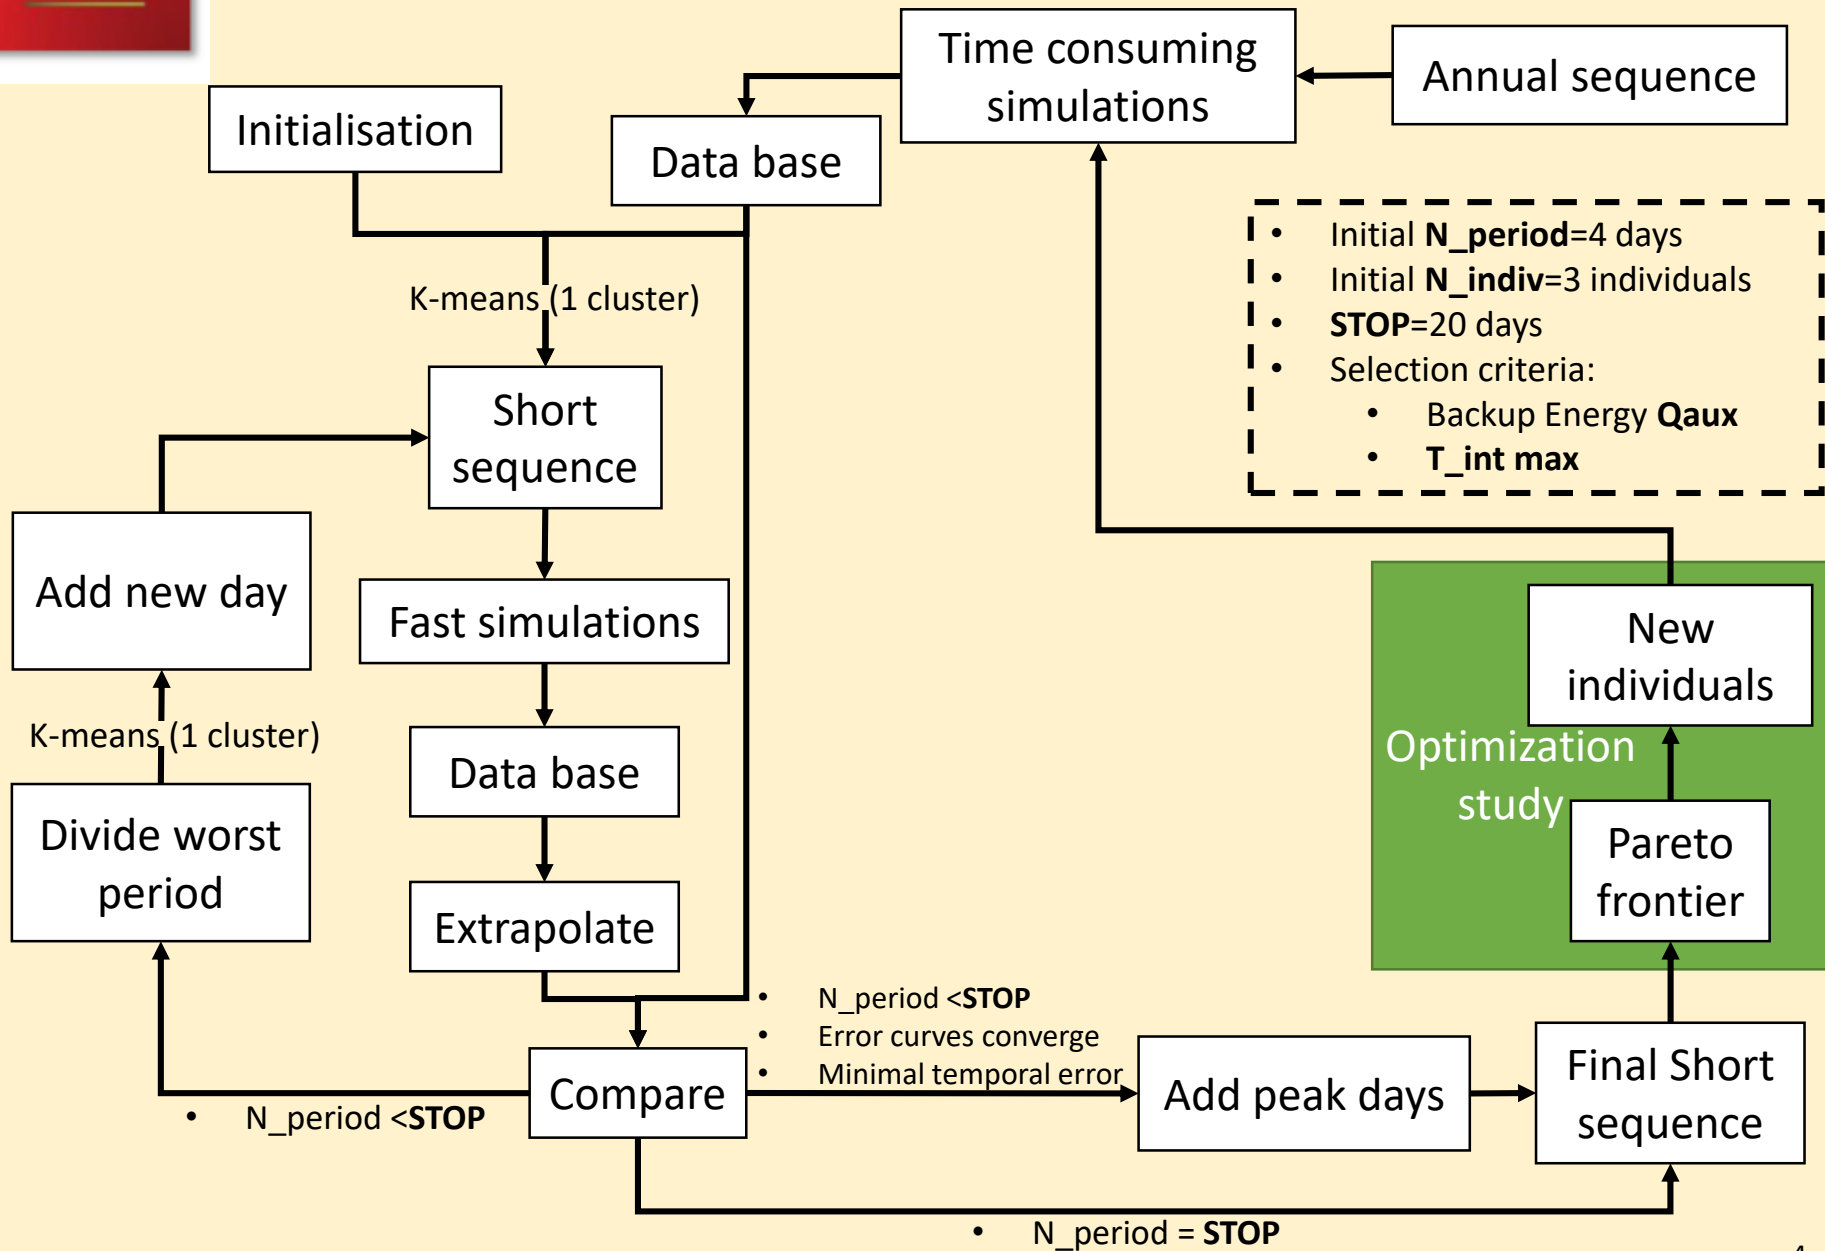 Time consuming
simulations
Annual sequence
Initialisation
Data base
• Initial N_period=4 days
• Initial N_indiv=3 individuals
• STOP=20 days
• Selection criteria:
• Backup Energy Qaux
• T_int max
K-means (1 cluster)
Short
sequence
Add new day
Fast simulations
New
individuals
K-means (1 cluster)
Data base
Optimization
study
Divide worst
period
Pareto
frontier
Extrapolate
• N_period <STOP
• Error curves converge
• Minimal temporal error
Compare
Add peak days
Final Short
sequence
• N_period <STOP
• N_period = STOP